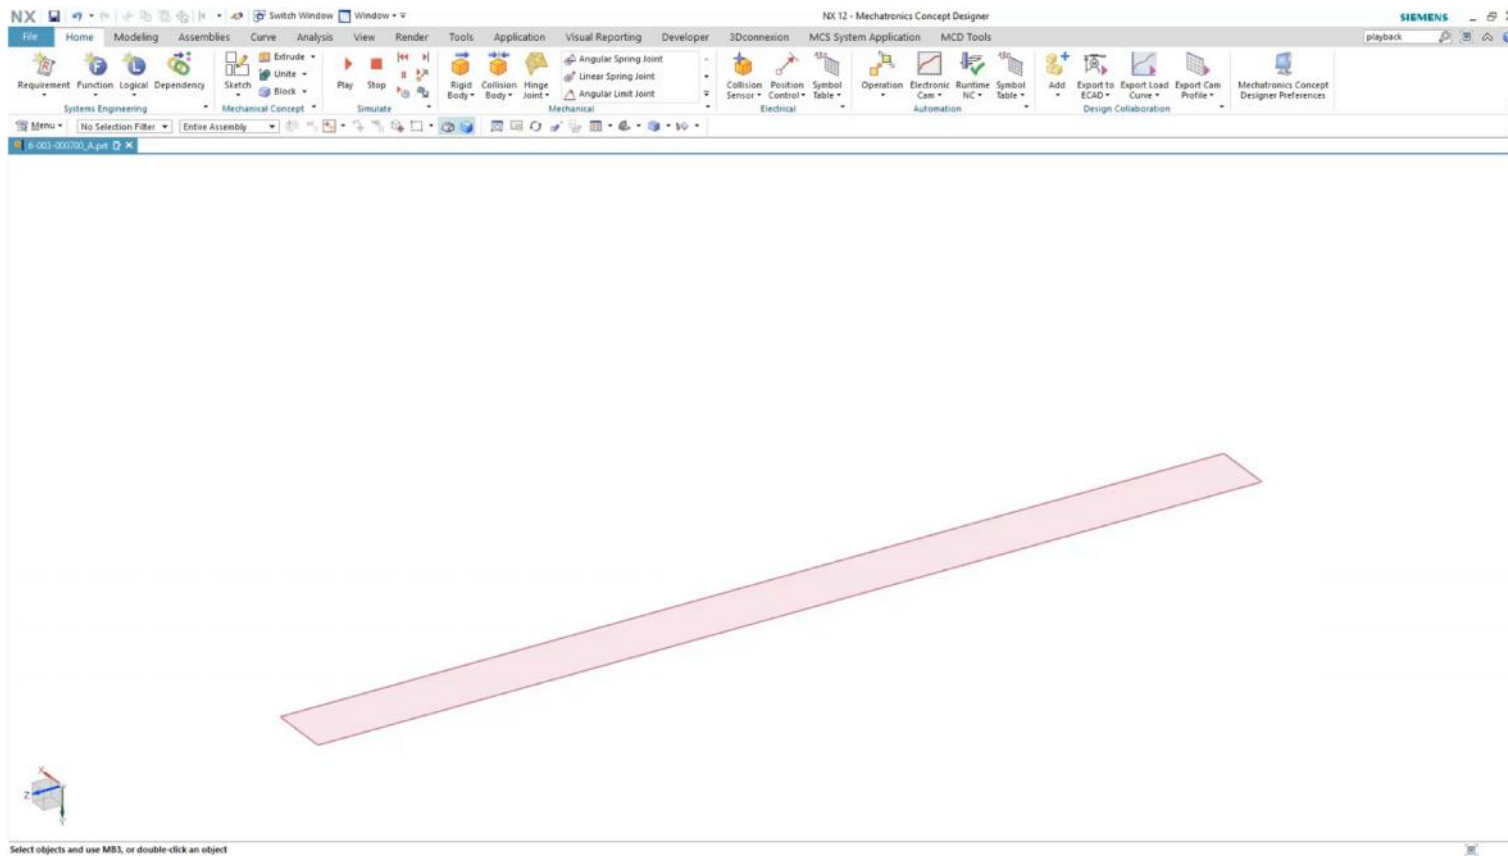 NX Switch Window Window NX 12 - Mechatronics Concept Designer SIEMENS
File Home Modeling Assemblies Curve Analysis View Render Tools Application Visual Reporting Developer 3Dconnexion MCS System Application MCD Tools playback
Extrude Angular Spring Joint
Unite Linear Spring Joint
Requirement Function Logical Dependency Sketch Block Play Stop Rigid Body Collision Body Hinge Joint Angular Limit Joint Collision Sensor Position Control Symbol Table Operation Electronic Cam Runtime NC Symbol Table Add Export to ECAD Export Load Curve Export Cam Profile Mechatronics Concept Designer Preferences
Systems Engineering Mechanical Concept Simulate Mechanical Electrical Automation Design Collaboration
Menu No Selection Filter Entire Assembly
6-003-000700_A.prt
X
Z
Y
Select objects and use MB3, or double-click an object